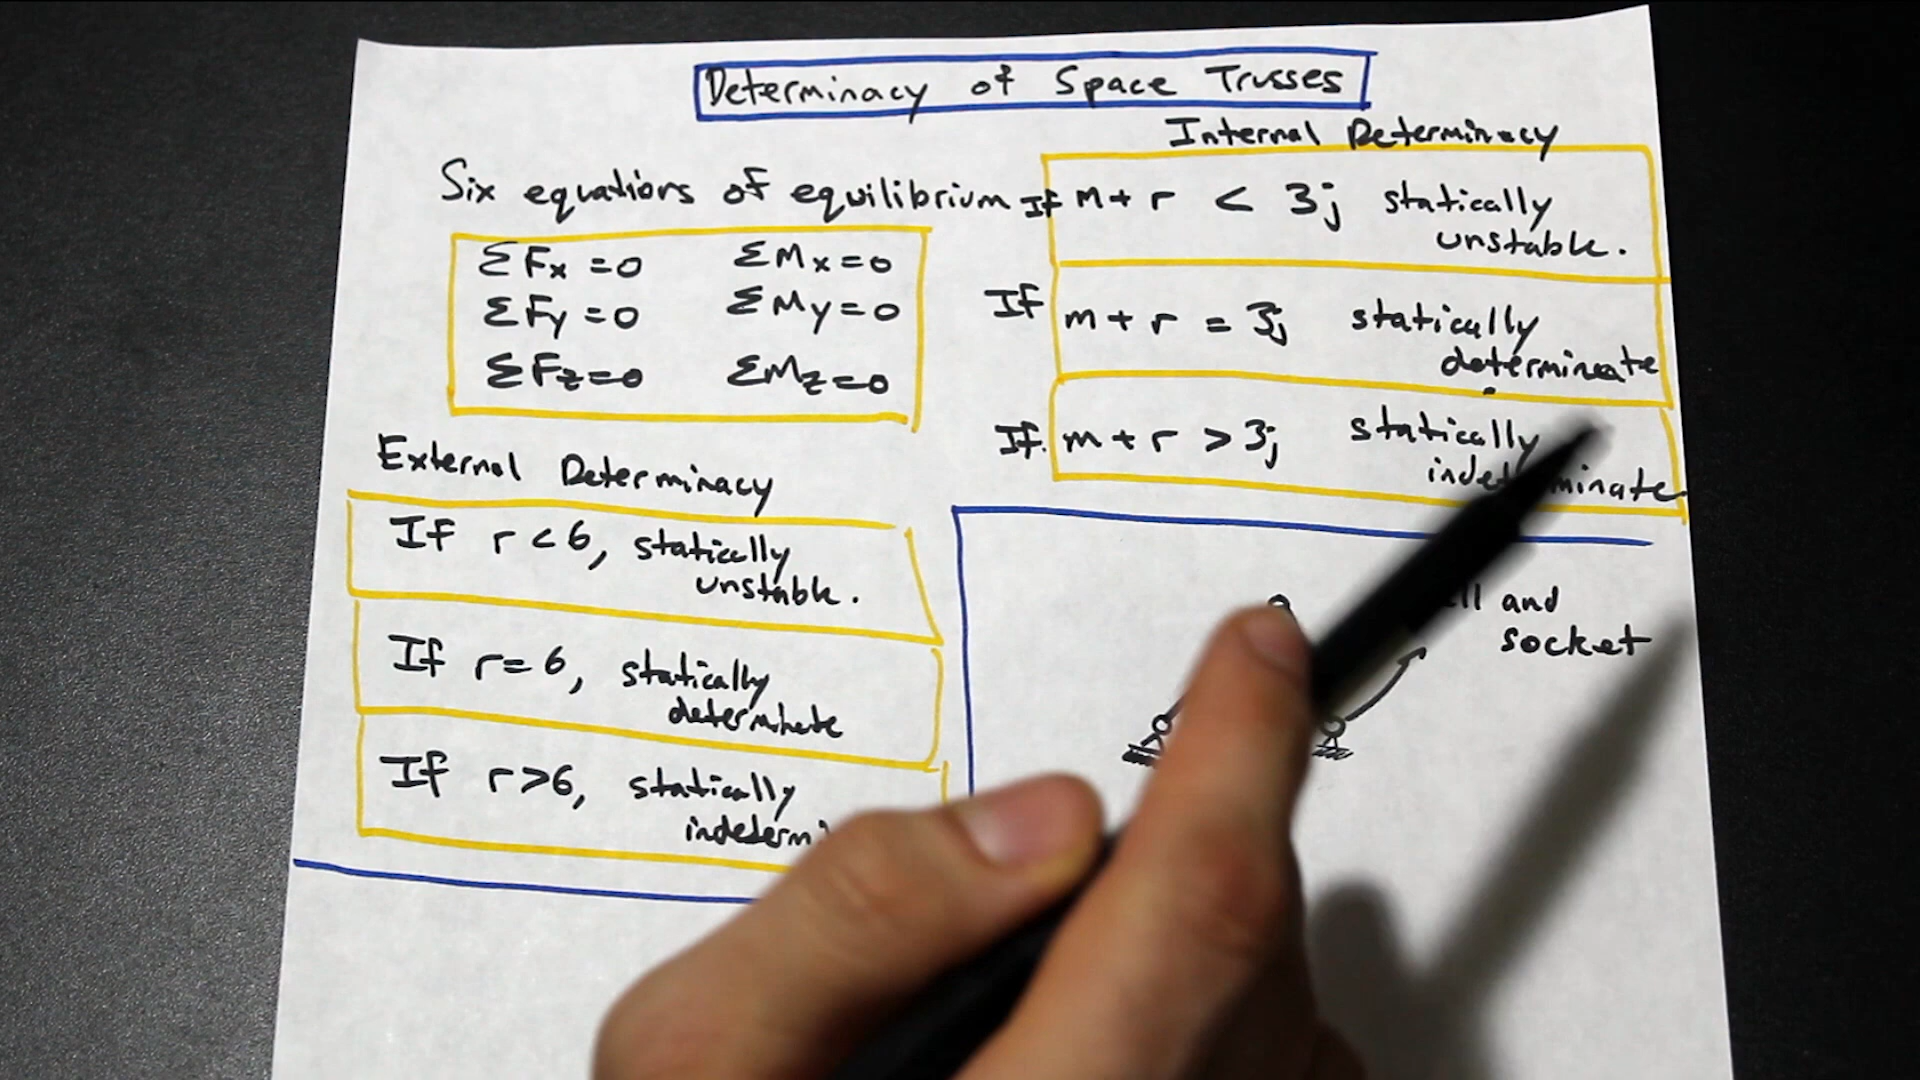 Determinacy of Space Trusses
Six equations of equilibrium
ΣFx=0 ΣMx=0
ΣFy=0 ΣMy=0
ΣFz=0 ΣMz=0
External Determinacy
If r<6, statically
unstable.
If r=6, statically
determinate
If r>6, statically
Internal Determinacy
If m+r < 3j statically
unstable.
If m+r = 3j statically
determineate
If. m+r >3j statically
indeterminate
and
socket